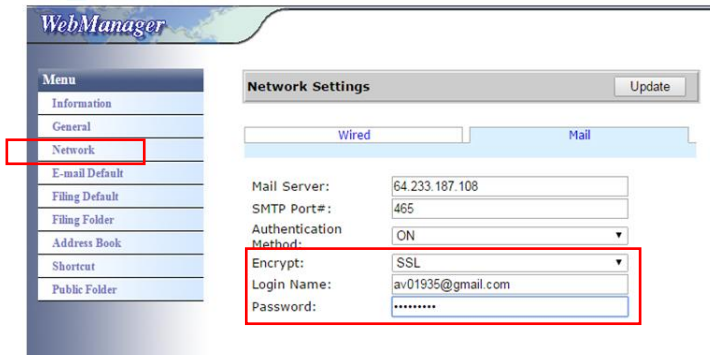 WebManager
Menu
Information
General
Network
E-mail Default
Filing Default
Filing Folder
Address Book
Shortcut
Public Folder
Network Settings
Update
Wired
Mail
Mail Server: 64.233.187.108
SMTP Port#: 465
Authentication Method: ON
Encrypt: SSL
Login Name: av01935@gmail.com
Password: •••••••••